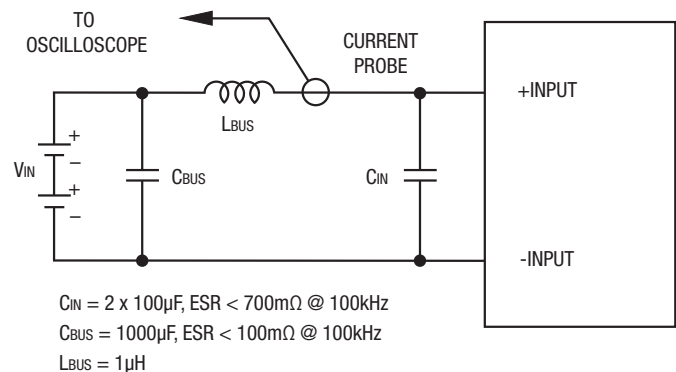 TO
OSCILLOSCOPE
CURRENT
PROBE
+INPUT
LBUS
VIN
+
–
+
–
CBUS
CIN
-INPUT
CIN = 2 x 100µF, ESR < 700mΩ @ 100kHz
CBUS = 1000µF, ESR < 100mΩ @ 100kHz
LBUS = 1µH